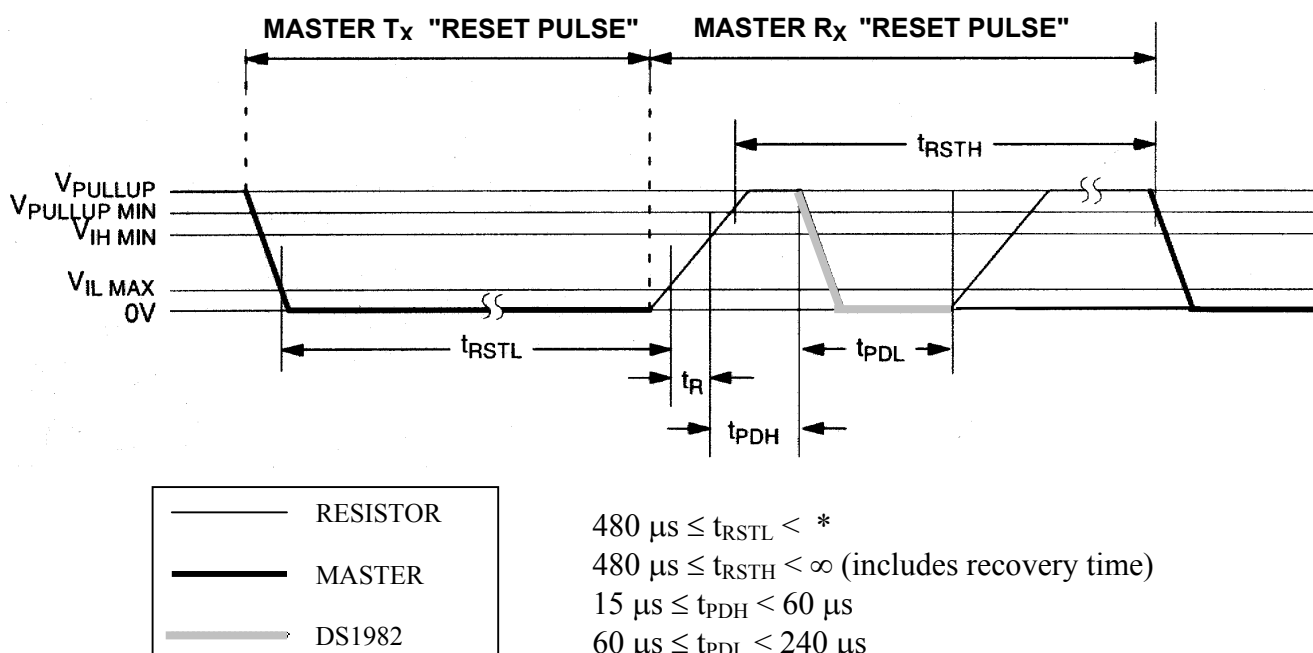 MASTER TX "RESET PULSE" MASTER RX "RESET PULSE"
tRSTH
VPULLUP
VPULLUP MIN
VIH MIN
VIL MAX
0V
tRSTL
tPDL
tR
tPDH
RESISTOR
MASTER
DS1982
480 μs ≤ tRSTL < *
480 μs ≤ tRSTH < ∞ (includes recovery time)
15 μs ≤ tPDH < 60 μs
60 μs ≤ tPDL < 240 μs